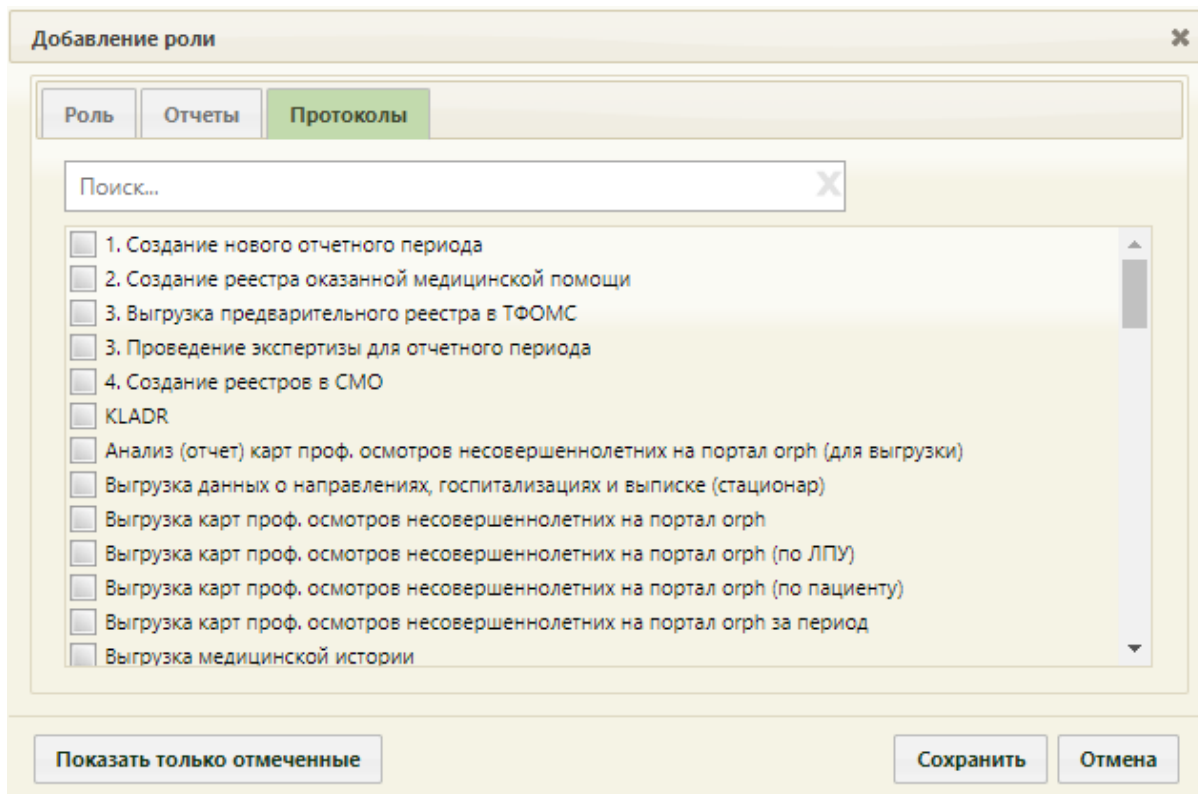 Добавление роли
Роль Отчеты Протоколы
Поиск...
1. Создание нового отчетного периода
2. Создание реестра оказанной медицинской помощи
3. Выгрузка предварительного реестра в ТФОМС
3. Проведение экспертизы для отчетного периода
4. Создание реестров в СМО
KLADR
Анализ (отчет) карт проф. осмотров несовершеннолетних на портал orph (для выгрузки)
Выгрузка данных о направлениях, госпитализациях и выписке (стационар)
Выгрузка карт проф. осмотров несовершеннолетних на портал orph
Выгрузка карт проф. осмотров несовершеннолетних на портал orph (по ЛПУ)
Выгрузка карт проф. осмотров несовершеннолетних на портал orph (по пациенту)
Выгрузка карт проф. осмотров несовершеннолетних на портал orph за период
Выгрузка медицинской истории
Показать только отмеченные Сохранить Отмена